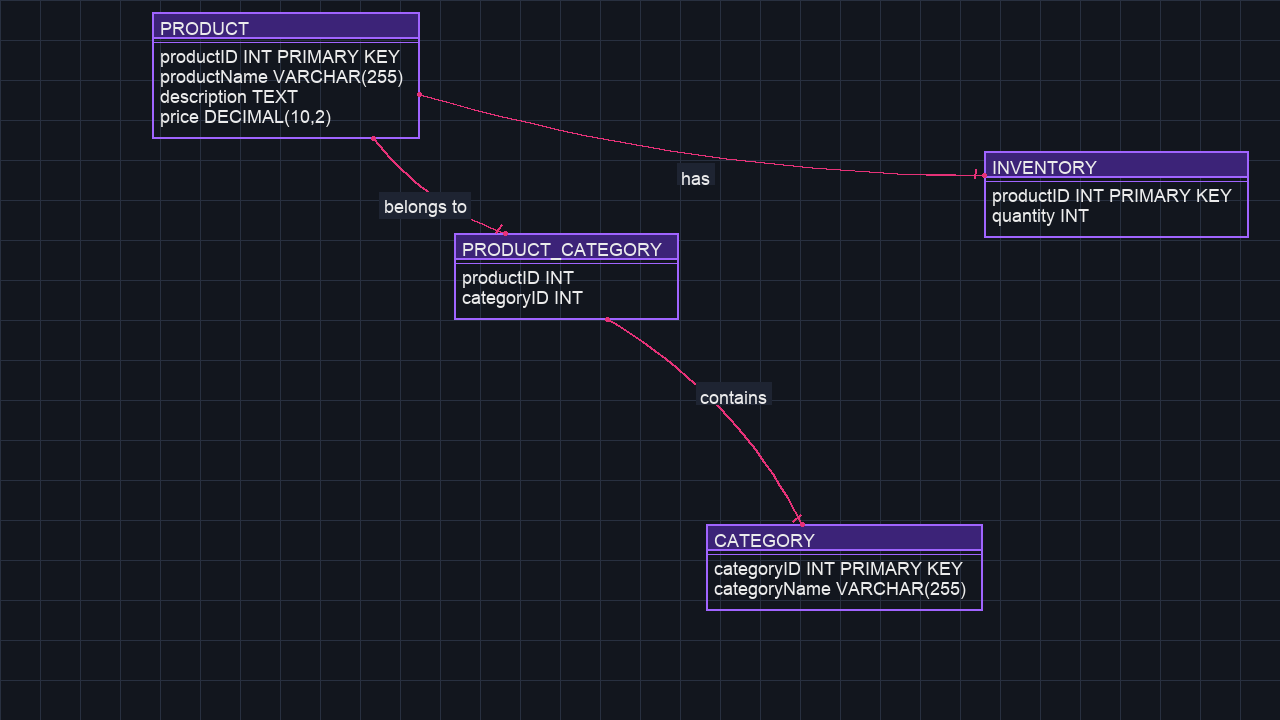 PRODUCT
productID INT PRIMARY KEY
productName VARCHAR(255)
description TEXT
price DECIMAL(10,2)
has
INVENTORY
productID INT PRIMARY KEY
quantity INT
belongs to
PRODUCT_CATEGORY
productID INT
categoryID INT
contains
CATEGORY
categoryID INT PRIMARY KEY
categoryName VARCHAR(255)